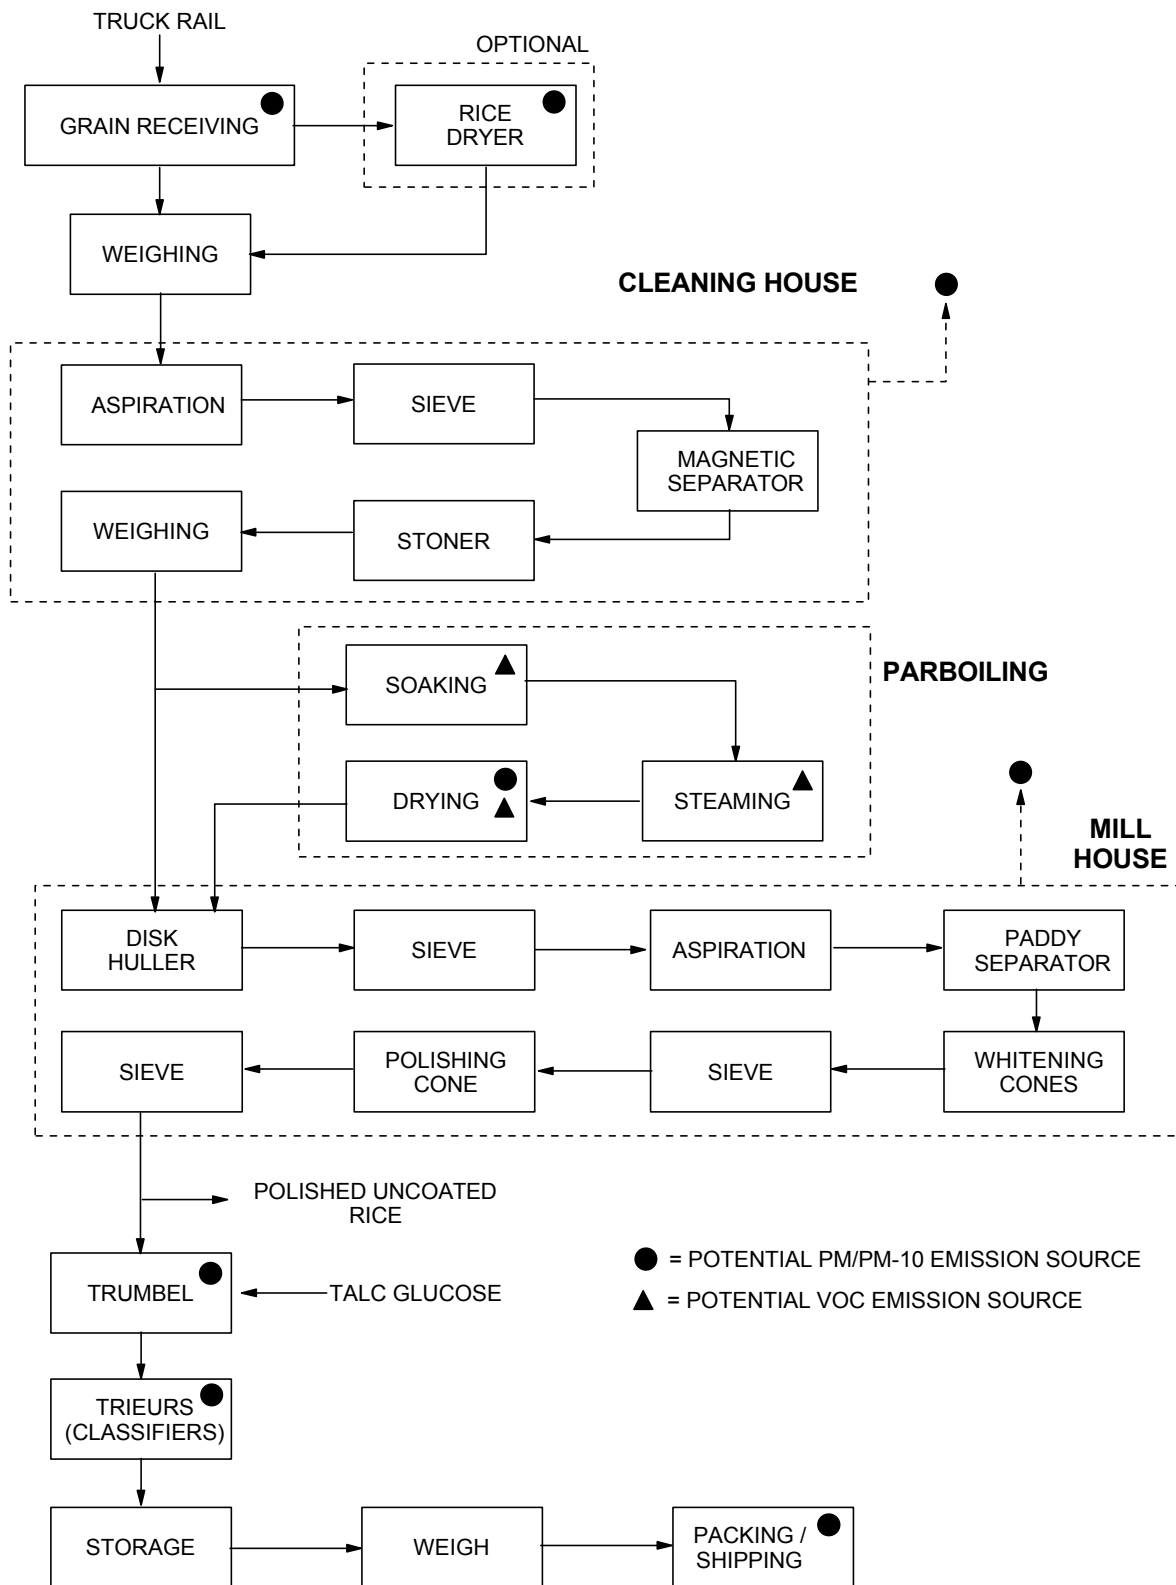 TRUCK RAIL
OPTIONAL
GRAIN RECEIVING
RICE
DRYER
WEIGHING
CLEANING HOUSE
ASPIRATION
SIEVE
MAGNETIC
SEPARATOR
WEIGHING
STONER
SOAKING
PARBOILING
DRYING
STEAMING
MILL
HOUSE
DISK
HULLER
SIEVE
ASPIRATION
PADDY
SEPARATOR
SIEVE
POLISHING
CONE
SIEVE
WHITENING
CONES
POLISHED UNCOATED
RICE
TRUMBEL
TALC GLUCOSE
= POTENTIAL PM/PM-10 EMISSION SOURCE
= POTENTIAL VOC EMISSION SOURCE
TRIEURS
(CLASSIFIERS)
STORAGE
WEIGH
PACKING /
SHIPPING